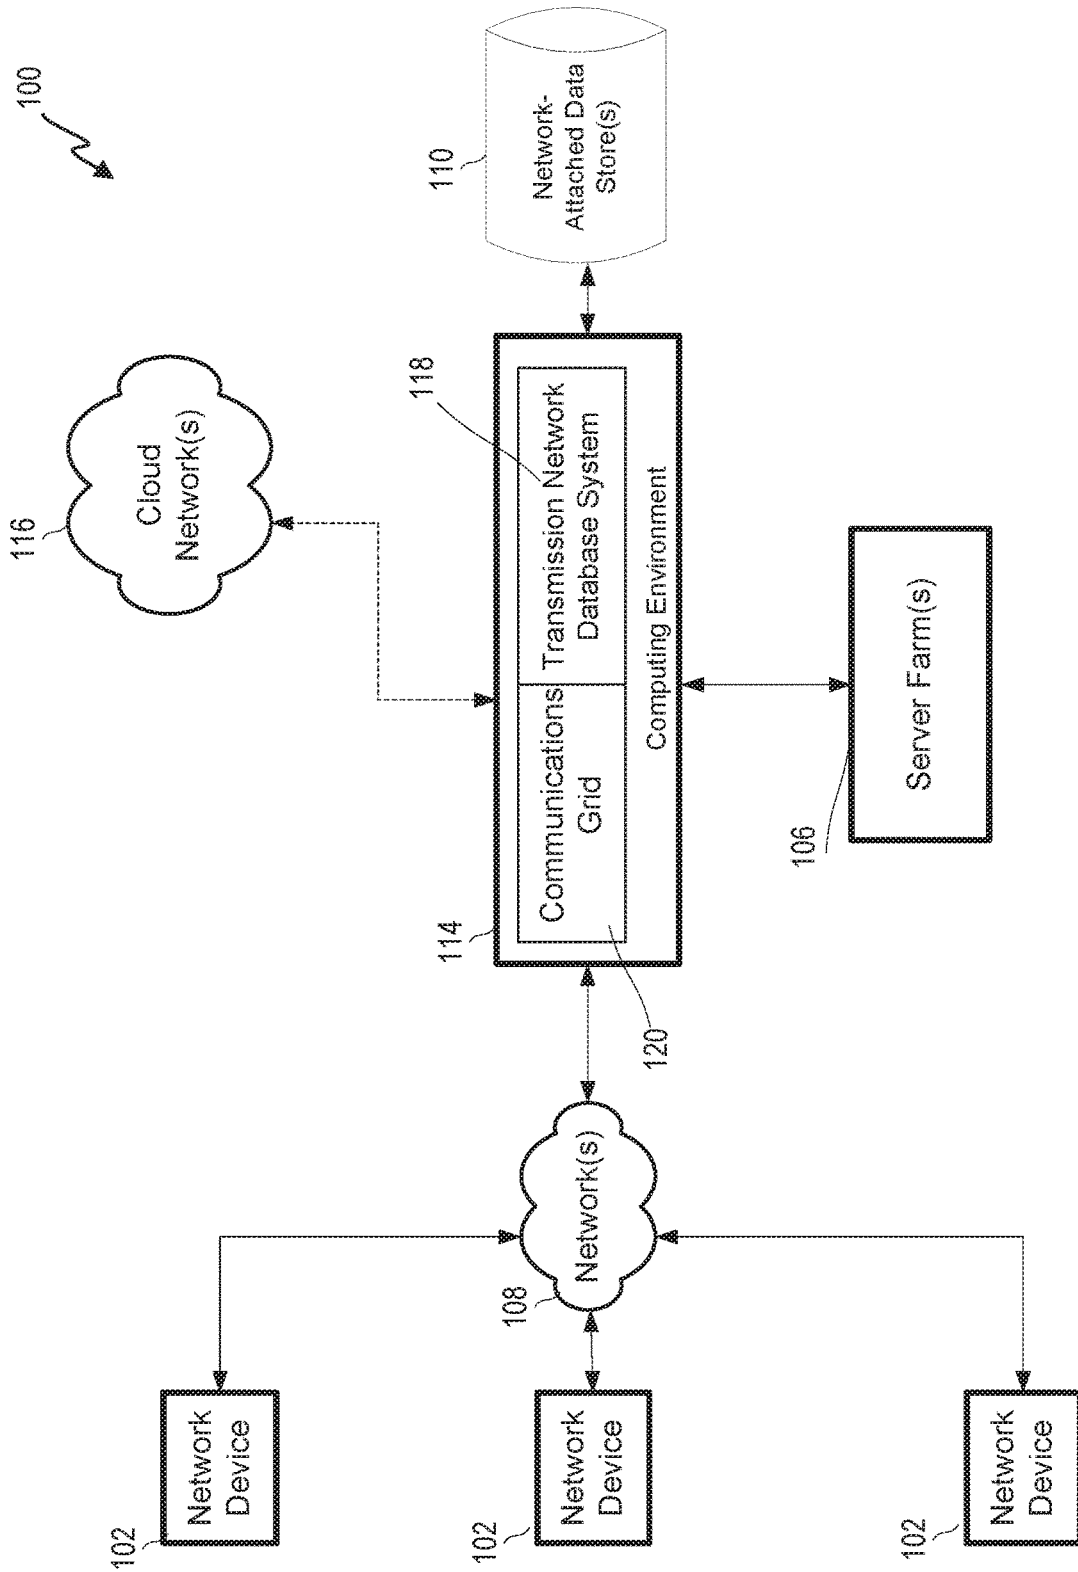 100
116
Cloud
Network(s)
110
Network-
Attached Data
Store(s)
114
118
Communications
Grid
Transmission Network
Database System
Computing Environment
120
106
Server Farm(s)
108
Network(s)
102
Network
Device
102
Network
Device
102
Network
Device